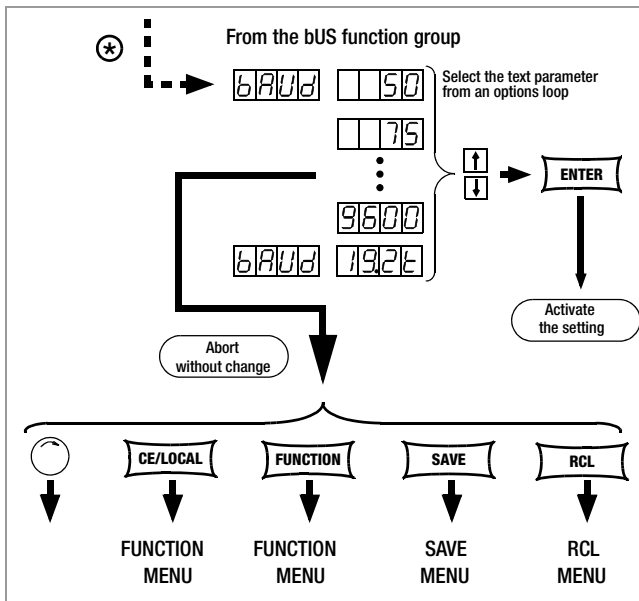 From the bUS function group
bAUd 50
Select the text parameter
from an options loop
75
ENTER
9600
bAUd 19.2t
Activate
the setting
Abort
without change
CE/LOCAL FUNCTION SAVE RCL
FUNCTION FUNCTION SAVE RCL
MENU MENU MENU MENU